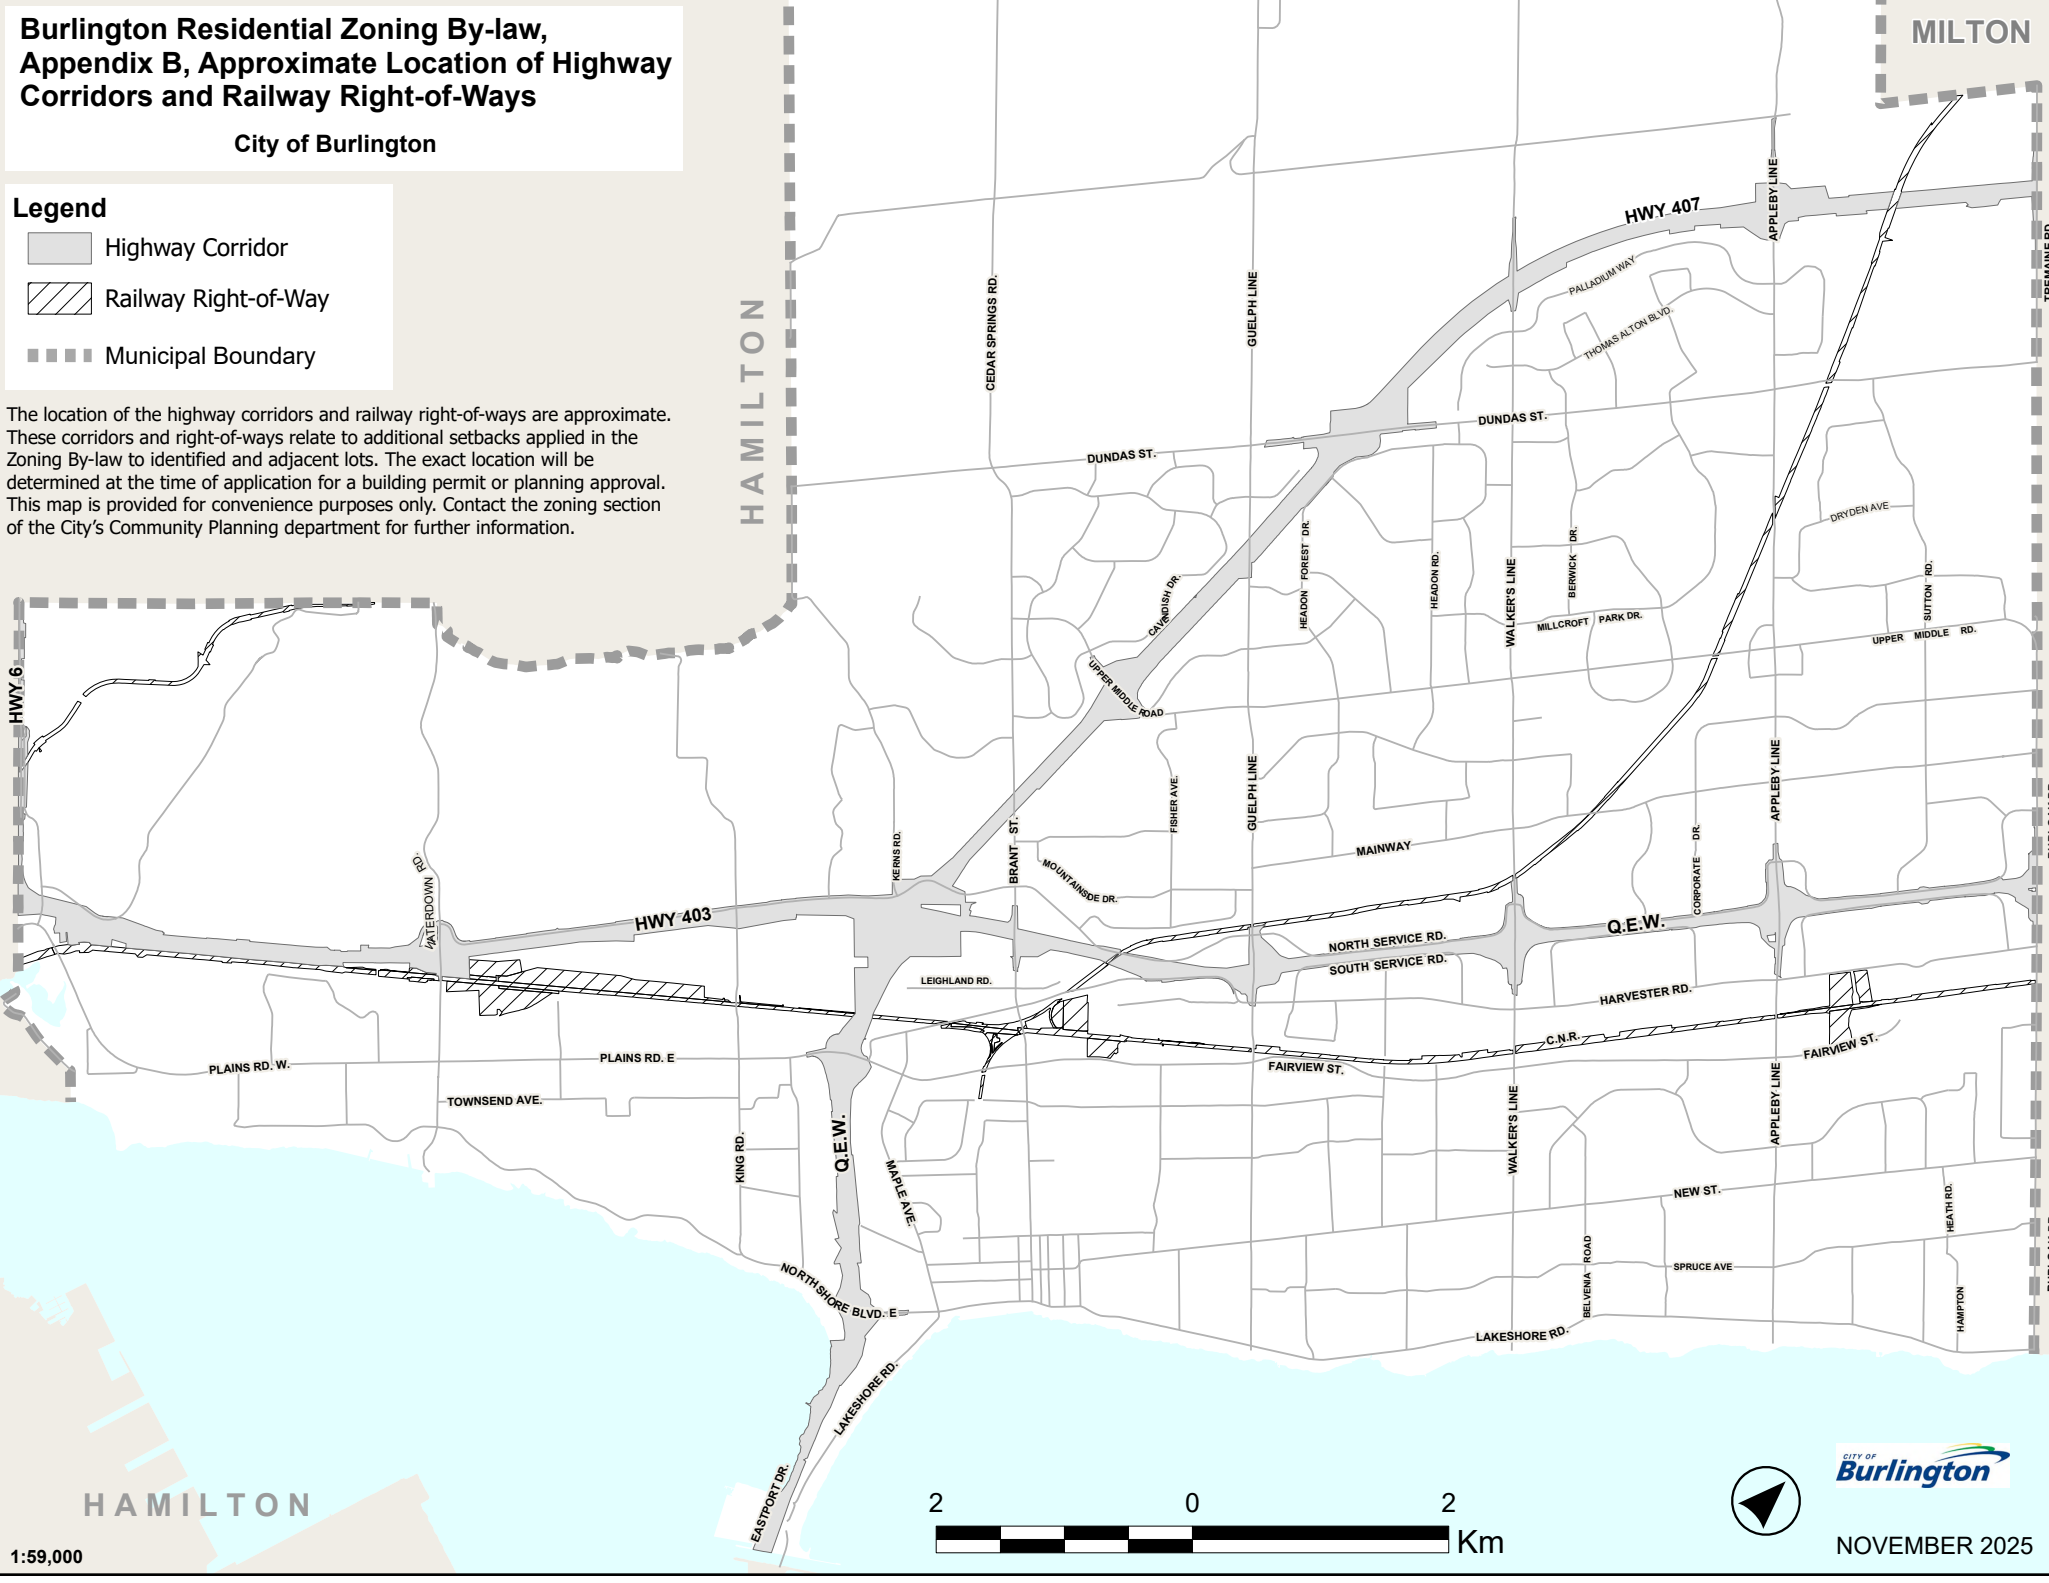 Burlington Residential Zoning By-law,
Appendix B, Approximate Location of Highway
Corridors and Railway Right-of-Ways
City of Burlington
Legend
Highway Corridor
Railway Right-of-Way
Municipal Boundary
The location of the highway corridors and railway right-of-ways are approximate.
These corridors and right-of-ways relate to additional setbacks applied in the
Zoning By-law to identified and adjacent lots. The exact location will be
determined at the time of application for a building permit or planning approval.
This map is provided for convenience purposes only. Contact the zoning section
of the City's Community Planning department for further information.
MILTON
HAMILTON
HWY 407
APPLEBY LINE
TREMAINE RD.
PALLADIUM WAY
THOMAS ALTON BLVD.
CEDAR SPRINGS RD.
GUELPH LINE
DUNDAS ST.
DUNDAS ST.
DRYDEN AVE
HEADON FOREST DR.
HEADON RD.
WALKER'S LINE
BERWICK DR.
SUTTON RD.
CAVENDISH DR.
MILLCROFT PARK DR.
UPPER MIDDLE RD.
UPPER MIDDLE ROAD
HWY 6
GUELPH LINE
FISHER AVE.
APPLEBY LINE
BRANT ST.
KERNS RD.
MAINWAY
CORPORATE DR.
MOUNTAINSIDE DR.
WATERDOWN RD.
HWY 403
Q.E.W.
NORTH SERVICE RD.
SOUTH SERVICE RD.
LEIGHLAND RD.
HARVESTER RD.
C.N.R.
FAIRVIEW ST.
FAIRVIEW ST.
PLAINS RD. W.
PLAINS RD. E
TOWNSEND AVE.
KING RD.
Q.E.W.
MAPLE AVE.
WALKER'S LINE
APPLEBY LINE
NEW ST.
HEATH RD.
SPRUCE AVE
BELVENIA ROAD
HAMPTON
NORTH SHORE BLVD. E
LAKESHORE RD.
LAKESHORE RD.
EASTPORT DR.
HAMILTON
1:59,000
2 0 2
Km
CITY OF
Burlington
NOVEMBER 2025